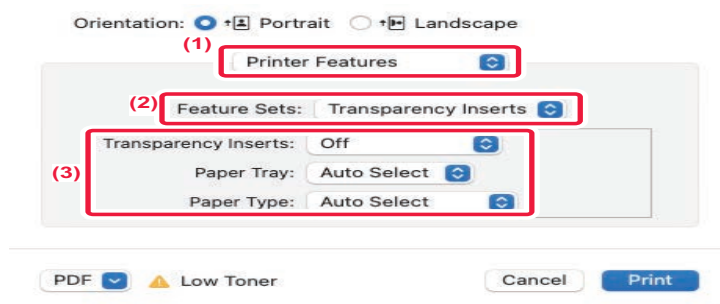 Orientation: Portrait Landscape
(1)
Printer Features
(2) Feature Sets: Transparency Inserts
Transparency Inserts: Off
(3) Paper Tray: Auto Select
Paper Type: Auto Select
PDF Low Toner Cancel Print